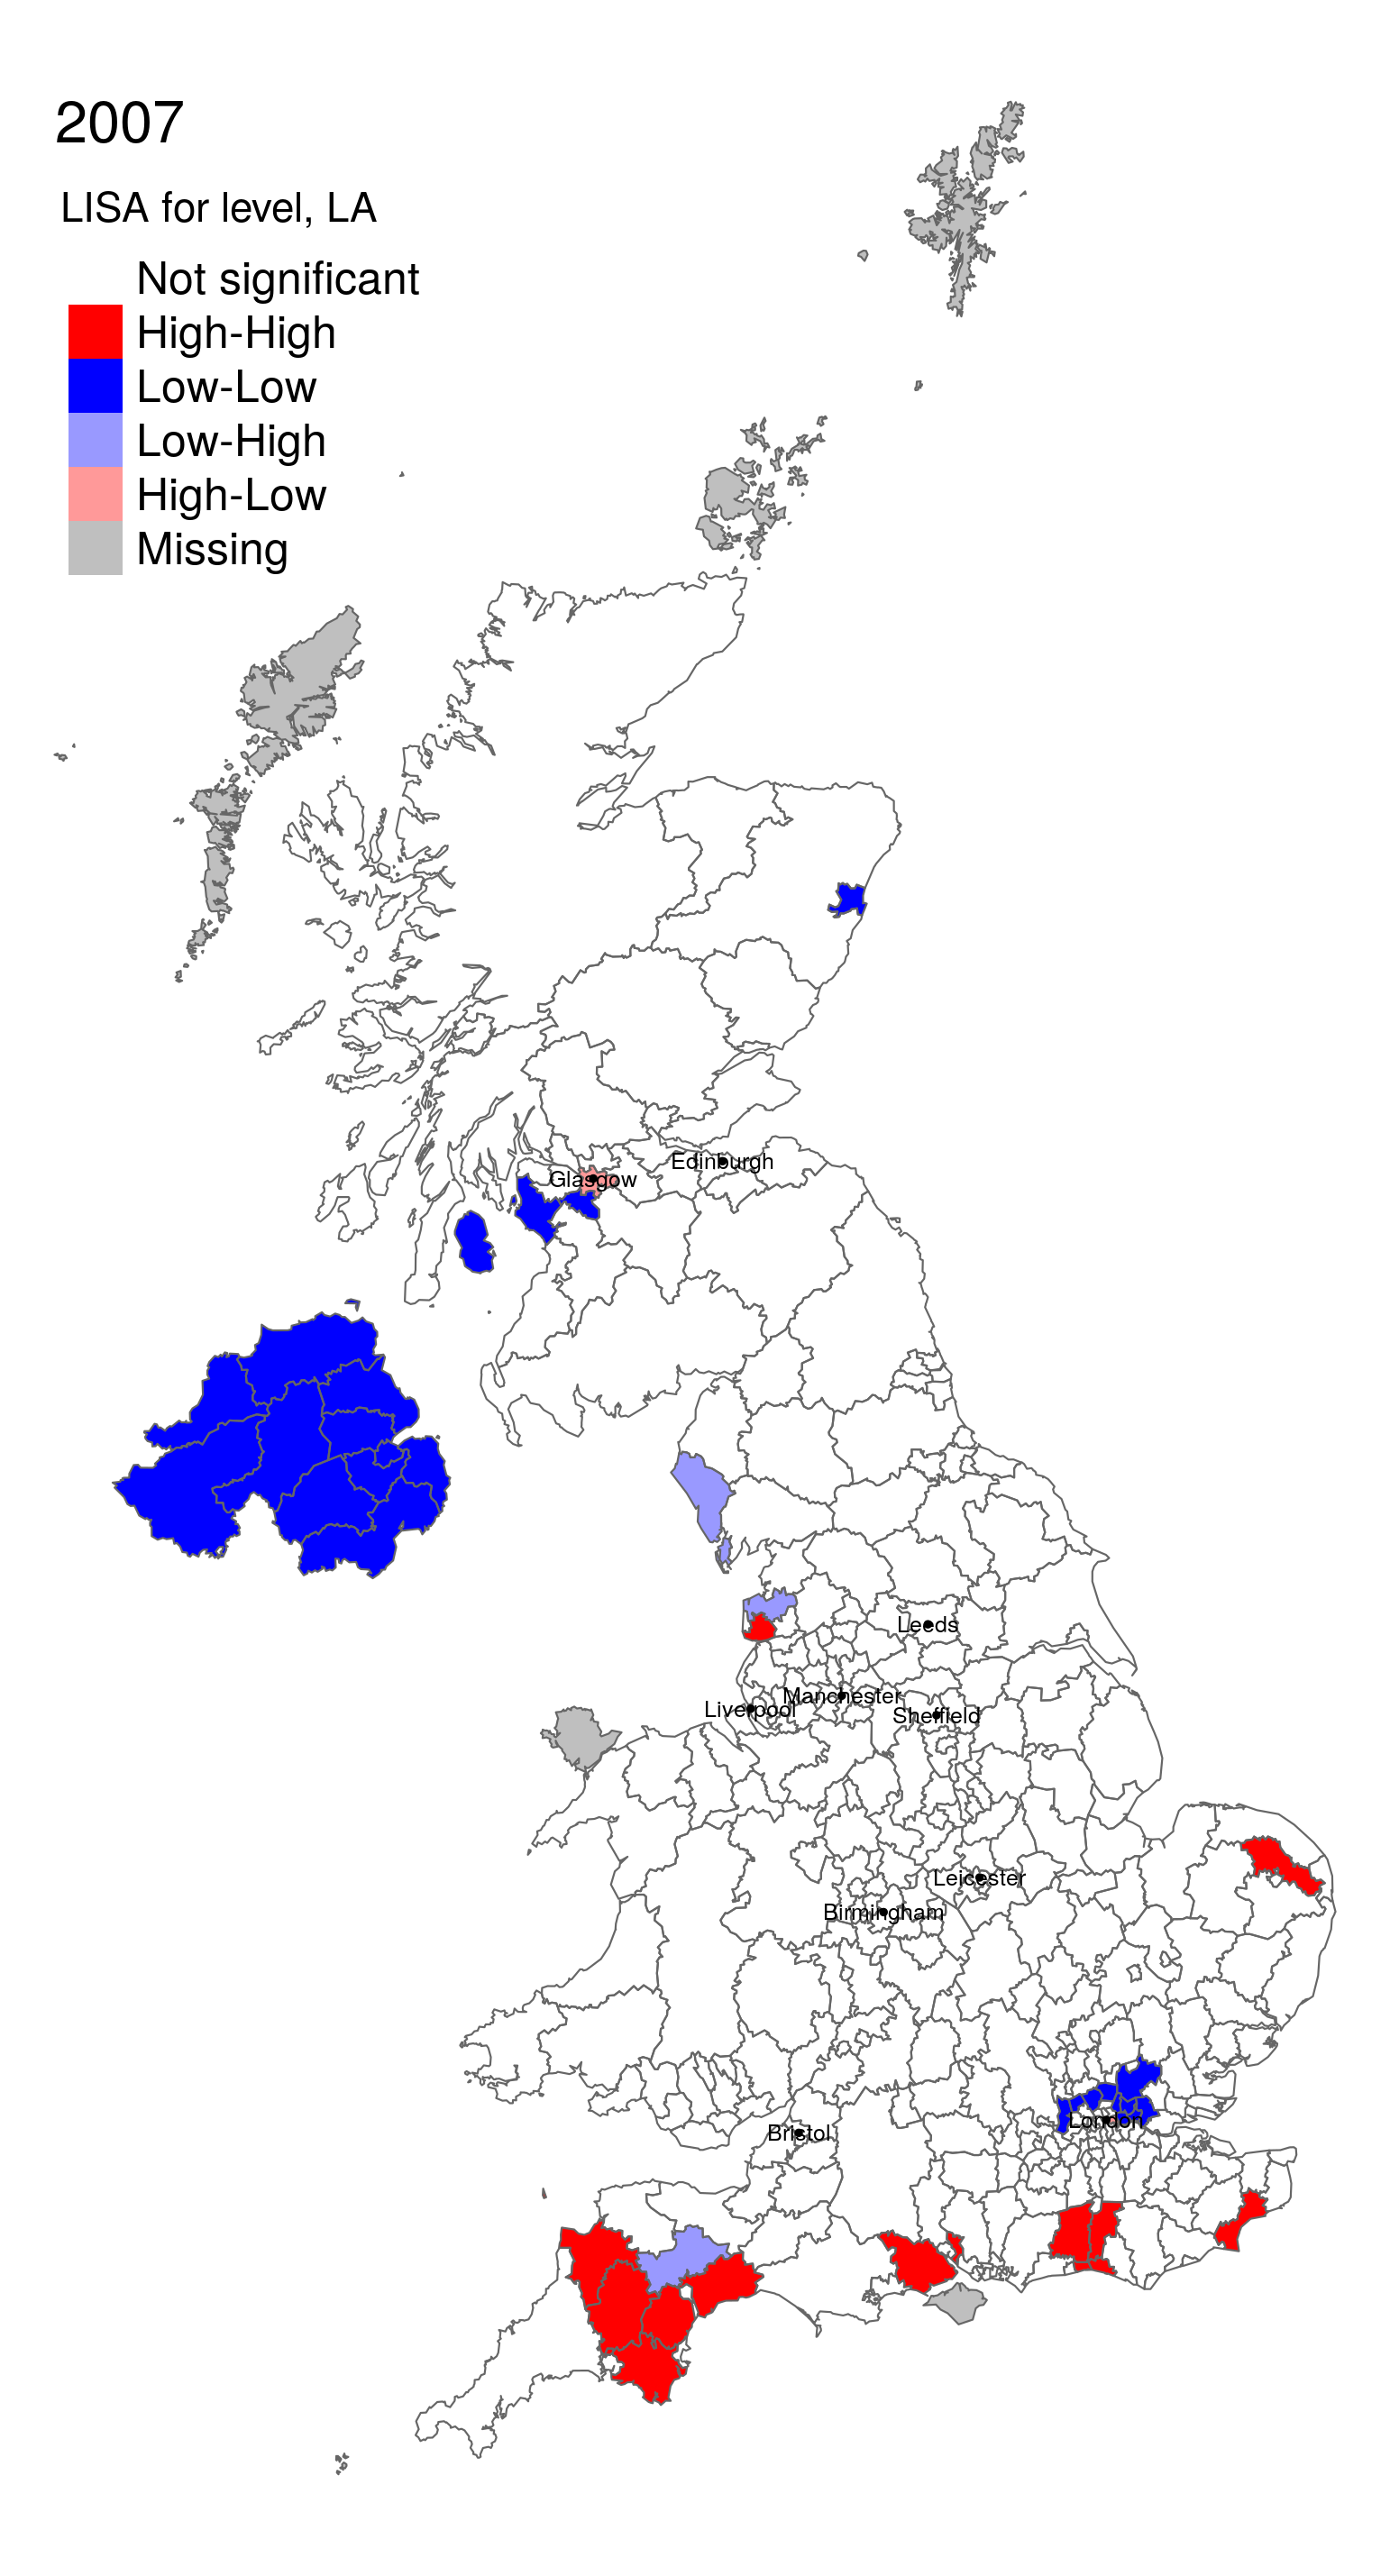 2007
LISA for level, LA
Not significant
High-High
Low-Low
Low-High
High-Low
Missing
Edinburgh
Glasgow
Leeds
Manchester
Liverpool
Sheffield
Leicester
Birmingham
London
Bristol